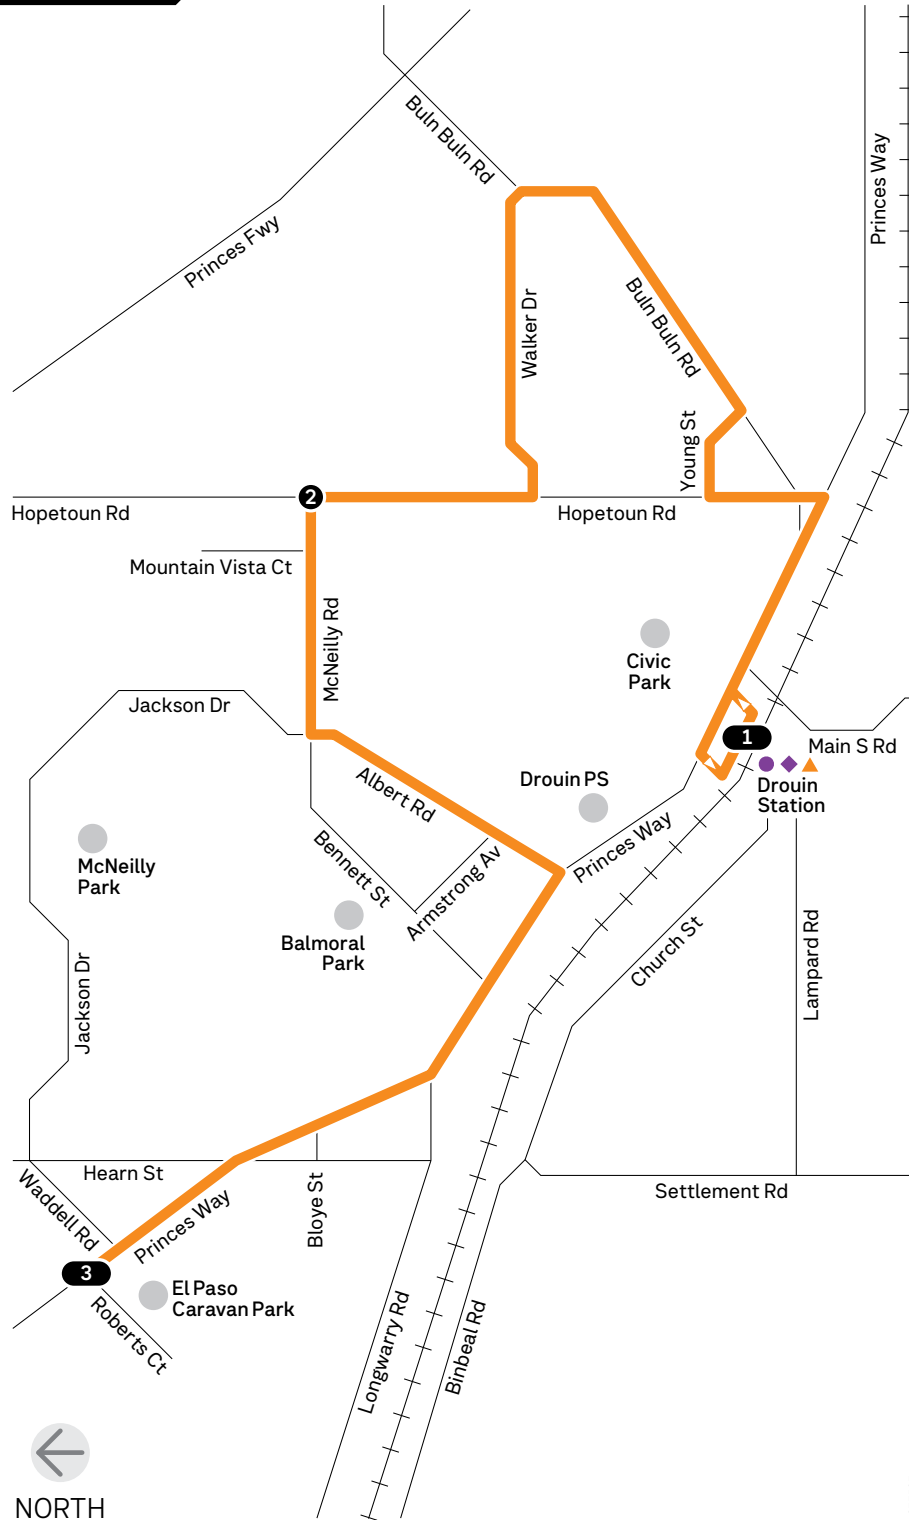 Buln Buln Rd
Princes Way
Princes Fwy
Walker Dr
Buln Buln Rd
Young St
2
Hopetoun Rd
Hopetoun Rd
Mountain Vista Ct
McNeilly Rd
Civic
Park
Jackson Dr
1
Main S Rd
Albert Rd
Drouin PS
Drouin
Station
Princes Way
McNeilly
Park
Bennett St
Armstrong Av
Balmoral
Park
Church St
Lampard Rd
Jackson Dr
Hearn St
Waddell Rd
Princes Way
Bloye St
Settlement Rd
3
El Paso
Caravan Park
Roberts Ct
Longwarry Rd
Binbeal Rd
NORTH